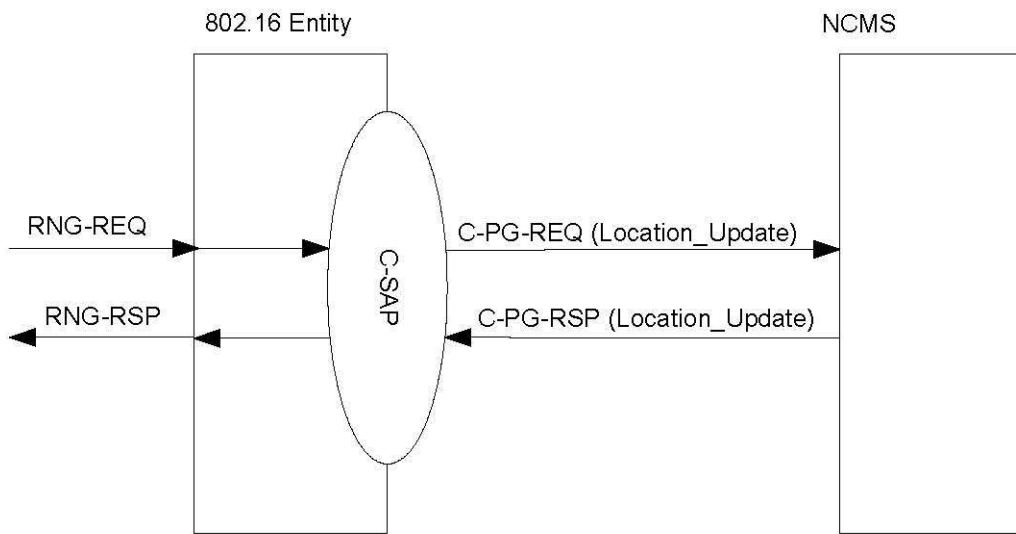 802.16 Entity
NCMS
RNG-REQ
C-PG-REQ (Location_Update)
C-SAP
RNG-RSP
C-PG-RSP (Location_Update)